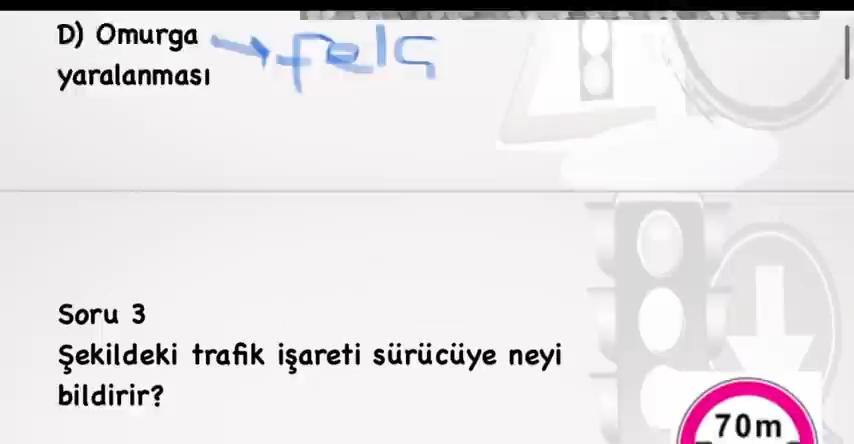 D) Omurga → felç
yaralanması
Soru 3
Şekildeki trafik işareti sürücüye neyi
bildirir?
70m